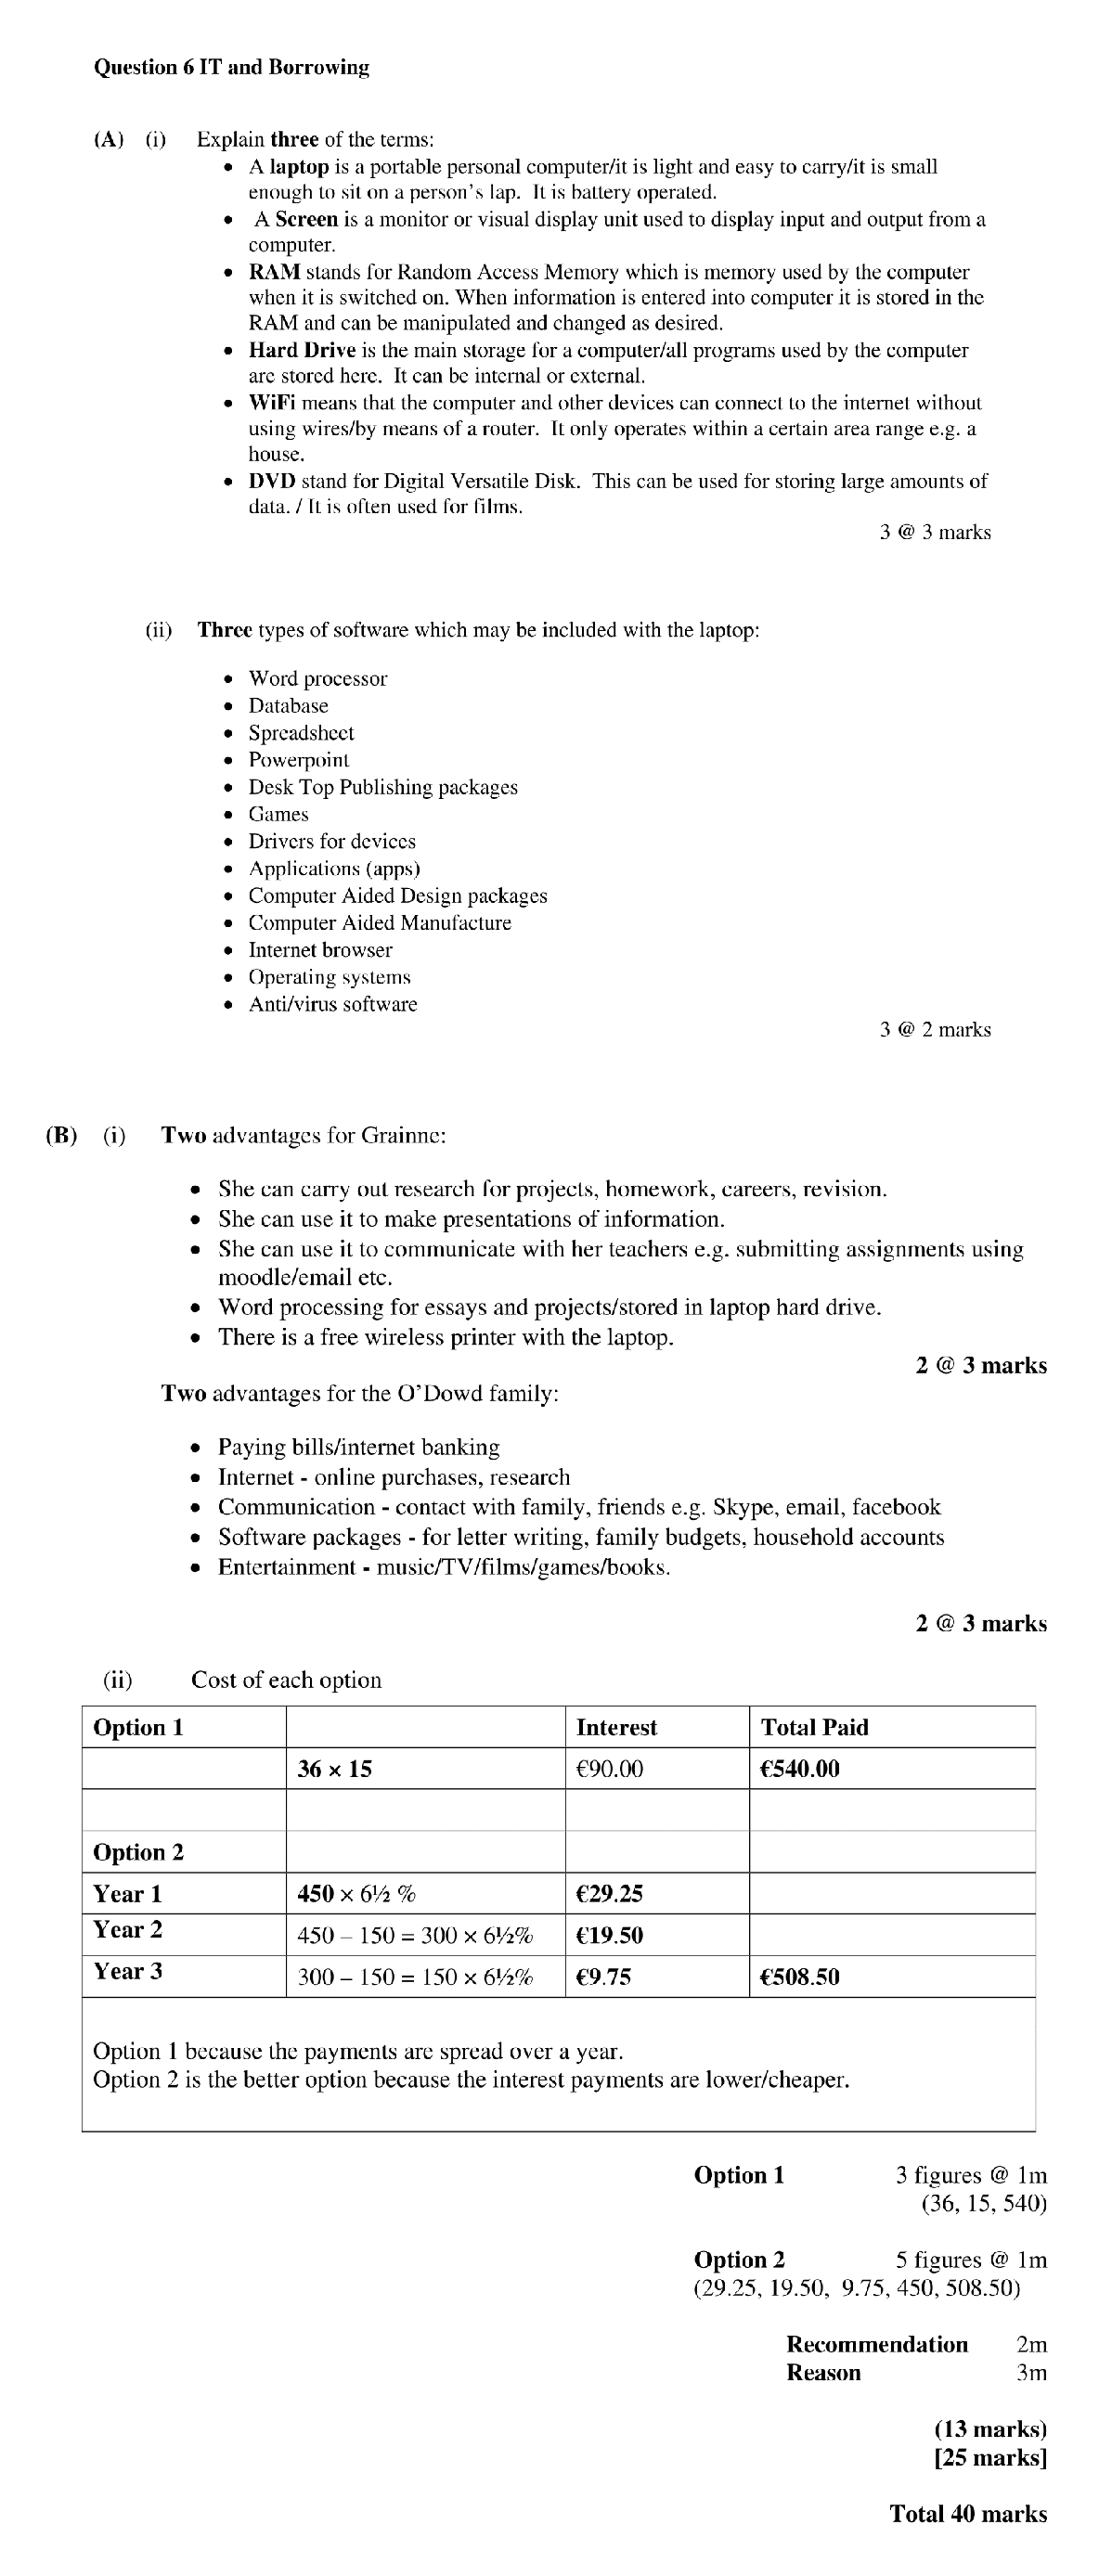 Question 6 IT and Borrowing
(A) (i) Explain three of the terms:
• A laptop is a portable personal computer/it is light and easy to carry/it is small
enough to sit on a person's lap. It is battery operated.
• A Screen is a monitor or visual display unit used to display input and output from a
computer.
• RAM stands for Random Access Memory which is memory used by the computer
when it is switched on. When information is entered into computer it is stored in the
RAM and can be manipulated and changed as desired.
• Hard Drive is the main storage for a computer/all programs used by the computer
are stored here. It can be internal or external.
• WiFi means that the computer and other devices can connect to the internet without
using wires/by means of a router. It only operates within a certain area range e.g. a
house.
• DVD stand for Digital Versatile Disk. This can be used for storing large amounts of
data. / It is often used for films.
3 @ 3 marks
(ii) Three types of software which may be included with the laptop:
• Word processor
• Database
• Spreadsheet
• Powerpoint
• Desk Top Publishing packages
• Games
• Drivers for devices
• Applications (apps)
• Computer Aided Design packages
• Computer Aided Manufacture
• Internet browser
• Operating systems
• Anti/virus software
3 @ 2 marks
(B) (i) Two advantages for Grainne:
• She can carry out research for projects, homework, careers, revision.
• She can use it to make presentations of information.
• She can use it to communicate with her teachers e.g. submitting assignments using
moodle/email etc.
• Word processing for essays and projects/stored in laptop hard drive.
• There is a free wireless printer with the laptop.
2 @ 3 marks
Two advantages for the O'Dowd family:
• Paying bills/internet banking
• Internet - online purchases, research
• Communication - contact with family, friends e.g. Skype, email, facebook
• Software packages - for letter writing, family budgets, household accounts
• Entertainment - music/TV/films/games/books.
2 @ 3 marks
(ii) Cost of each option
Option 1 Interest Total Paid
36 × 15 €90.00 €540.00
Option 2
Year 1 450 × 6½ % €29.25
Year 2 450 – 150 = 300 × 6½% €19.50
Year 3 300 – 150 = 150 × 6½% €9.75 €508.50
Option 1 because the payments are spread over a year.
Option 2 is the better option because the interest payments are lower/cheaper.
Option 1 3 figures @ 1m
(36, 15, 540)
Option 2 5 figures @ 1m
(29.25, 19.50, 9.75, 450, 508.50)
Recommendation 2m
Reason 3m
(13 marks)
[25 marks]
Total 40 marks